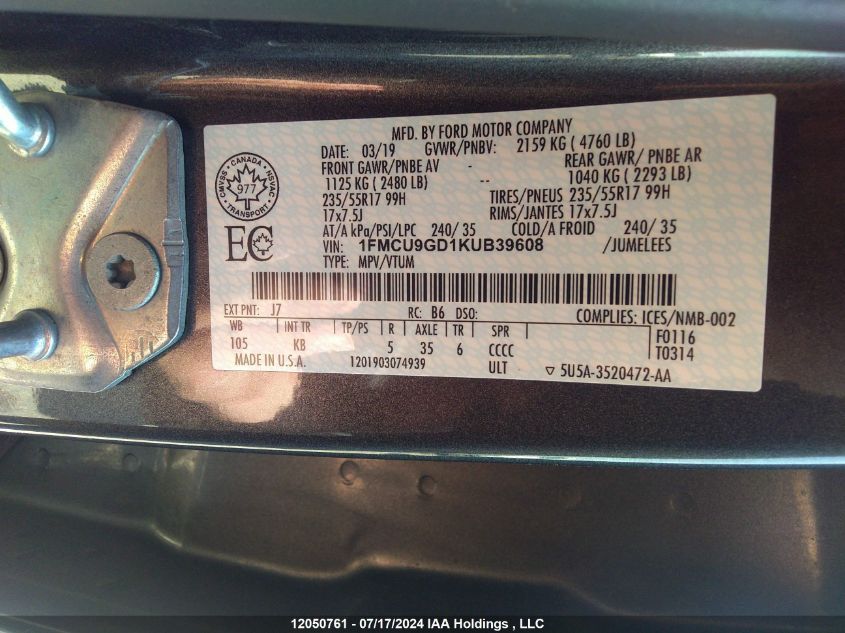 MFD. BY FORD MOTOR COMPANY
DATE: 03/19 GVWR/PNBV: 2159 KG ( 4760 LB)
FRONT GAWR/PNBE AV - REAR GAWR/ PNBE AR
1125 KG ( 2480 LB) -- 1040 KG ( 2293 LB)
235/55R17 99H TIRES/PNEUS 235/55R17 99H
17x7.5J RIMS/JANTES 17x7.5J
AT/A kPa/PSI/LPC 240/ 35 COLD/A FROID 240/ 35
VIN: 1FMCU9GD1KUB39608 /JUMELEES
TYPE: MPV/VTUM
CMVSS · CANADA · NSVAC
977
TRANSPORT
EC
EXT PNT: J7 RC: B6 DSO: COMPLIES: ICES/NMB-002
WB INT TR TP/PS R AXLE TR SPR F0116
105 KB 5 35 6 CCCC T0314
MADE IN U.S.A. 1201903074939 ULT ▽ 5U5A-3520472-AA
12050761 - 07/17/2024 IAA Holdings , LLC